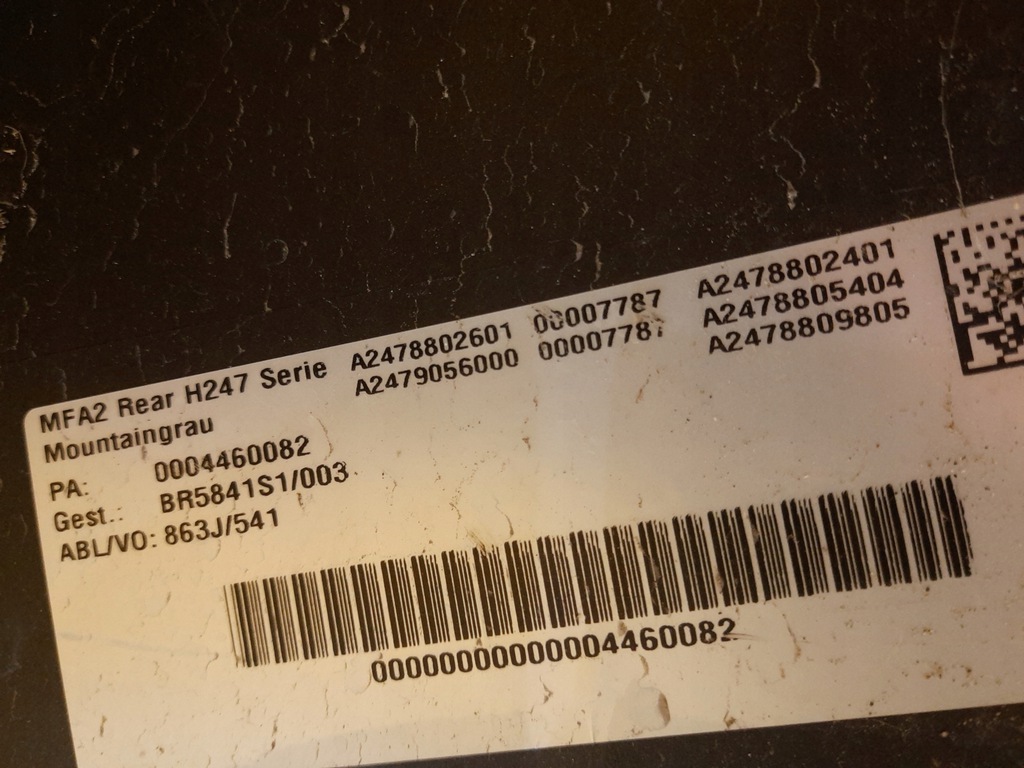 MFA2 Rear H247 Serie A2478802601 00007787 A2478802401
Mountaingrau A2479056000 00007787 A2478805404
A2478809805
PA: 0004460082
Gest.: BR5841S1/003
ABL/VO: 863J/541
00000000000004460082